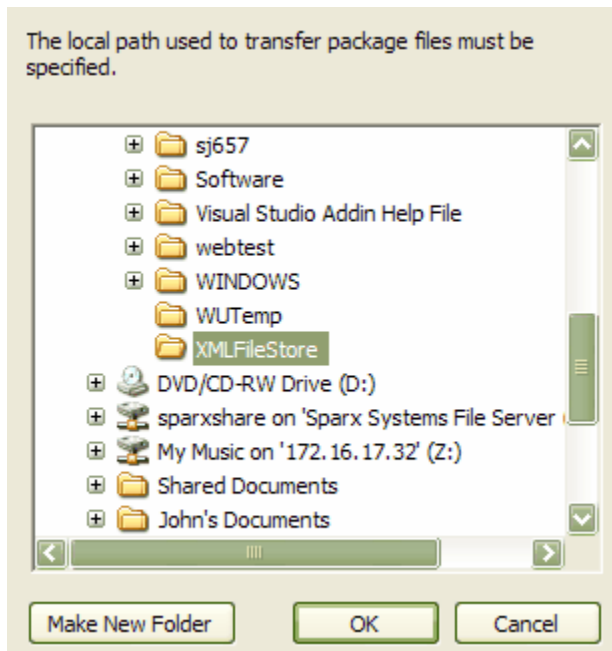 The local path used to transfer package files must be
specified.
sj657
Software
Visual Studio Addin Help File
webtest
WINDOWS
WUTemp
XMLFileStore
DVD/CD-RW Drive (D:)
sparxshare on 'Sparx Systems File Server (
My Music on '172.16.17.32' (Z:)
Shared Documents
John's Documents
Make New Folder
OK
Cancel